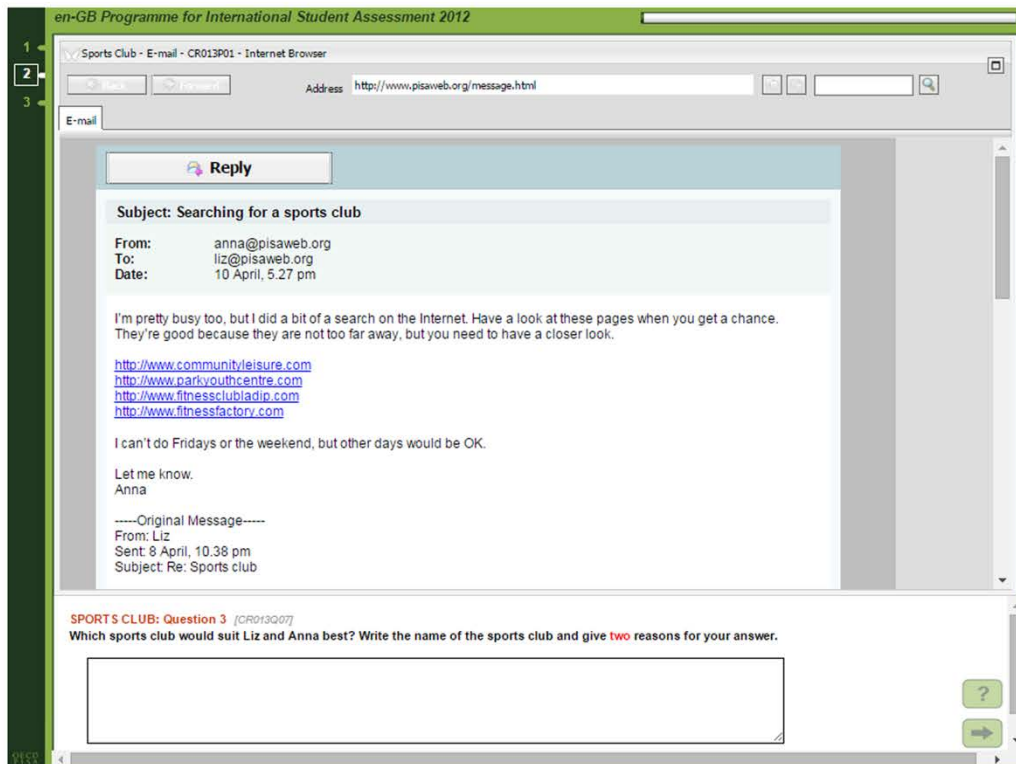 en-GB Programme for International Student Assessment 2012
1
2
3
Sports Club - E-mail - CR013P01 - Internet Browser
Address http://www.pisaweb.org/message.html
E-mail
Reply
Subject: Searching for a sports club
From: anna@pisaweb.org
To: liz@pisaweb.org
Date: 10 April, 5.27 pm
I'm pretty busy too, but I did a bit of a search on the Internet. Have a look at these pages when you get a chance.
They're good because they are not too far away, but you need to have a closer look.
http://www.communityleisure.com
http://www.parkyouthcentre.com
http://www.fitnessclubladip.com
http://www.fitnessfactory.com
I can't do Fridays or the weekend, but other days would be OK.
Let me know.
Anna
-----Original Message-----
From: Liz
Sent: 8 April, 10.38 pm
Subject: Re: Sports club
SPORTS CLUB: Question 3 [CR013Q07]
Which sports club would suit Liz and Anna best? Write the name of the sports club and give two reasons for your answer.
?